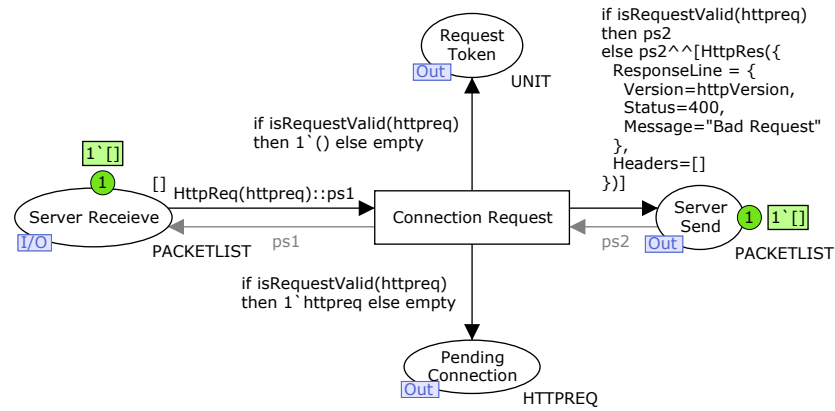 if isRequestValid(httpreq)
then ps2
else ps2^^[HttpRes({
ResponseLine = {
Version=httpVersion,
Status=400,
Message="Bad Request"
},
Headers=[]
})]
Request
Token
Out
UNIT
if isRequestValid(httpreq)
then 1`() else empty
1`[]
1
[]
HttpReq(httpreq)::ps1
Server Receieve
I/O
PACKETLIST
ps1
Connection Request
ps2
Server
Send
Out
1
1`[]
PACKETLIST
if isRequestValid(httpreq)
then 1`httpreq else empty
Pending
Connection
Out
HTTPREQ